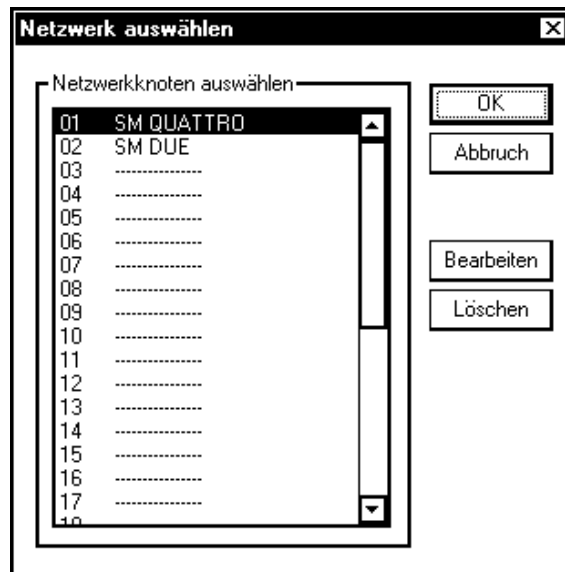 Netzwerk auswählen
Netzwerkknoten auswählen
01 SM QUATTRO
02 SM DUE
03 ---------------
04 ---------------
05 ---------------
06 ---------------
07 ---------------
08 ---------------
09 ---------------
10 ---------------
11 ---------------
12 ---------------
13 ---------------
14 ---------------
15 ---------------
16 ---------------
17 ---------------
OK
Abbruch
Bearbeiten
Löschen